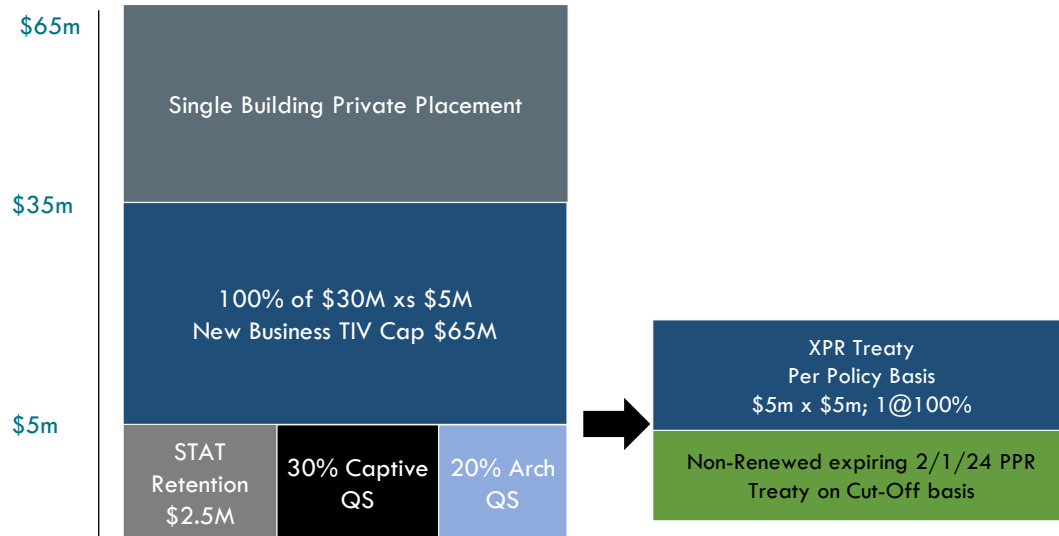 $65m
Single Building Private Placement
$35m
100% of $30M xs $5M
New Business TIV Cap $65M
$5m
STAT
Retention
$2.5M
30% Captive
QS
20% Arch
QS
XPR Treaty
Per Policy Basis
$5m x $5m; 1@100%
Non-Renewed expiring 2/1/24 PPR
Treaty on Cut-Off basis